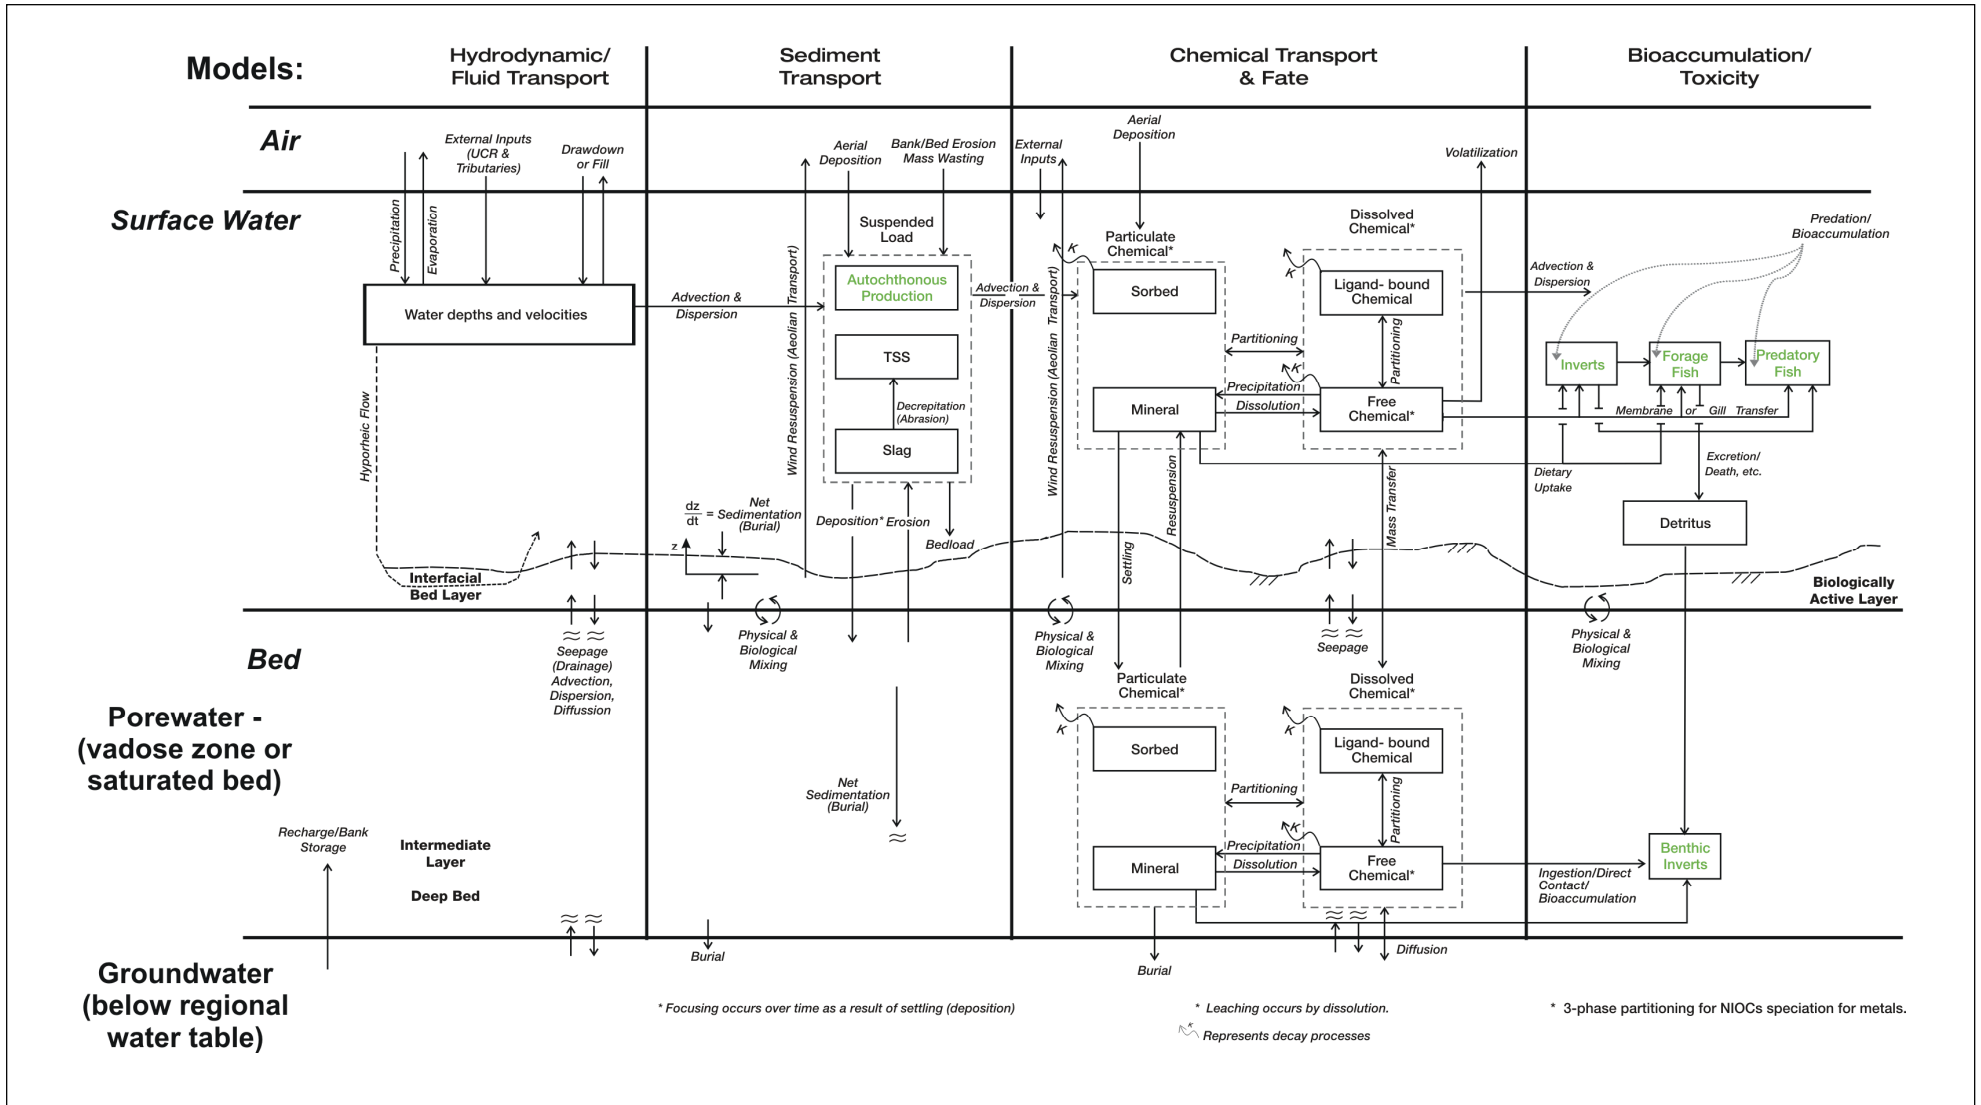 Models:
Hydrodynamic/
Fluid Transport
Sediment
Transport
Chemical Transport
& Fate
Bioaccumulation/
Toxicity
Air
External Inputs
(UCR &
Tributaries)
Drawdown
or Fill
Aerial
Deposition
Bank/Bed Erosion
Mass Wasting
External
Inputs
Aerial
Deposition
Volatilization
Surface Water
Precipitation
Evaporation
Water depths and velocities
Hyporheic Flow
Advection &
Dispersion
Wind Resuspension (Aeolian Transport)
Suspended
Load
Autochthonous
Production
TSS
Decrepitation
(Abrasion)
Slag
Advection &
Dispersion
dz
dt
= Net
Sedimentation
(Burial)
z
Deposition*
Erosion
Bedload
Wind Resuspension (Aeolian Transport)
Particulate
Chemical*
K
Sorbed
Mineral
Partitioning
Precipitation
Dissolution
Dissolved
Chemical*
K
Ligand- bound
Chemical
Partitioning
K
Free
Chemical*
Settling
Resuspension
Mass Transfer
Advection &
Dispersion
Predation/
Bioaccumulation
Inverts
Forage
Fish
Predatory
Fish
Membrane or Gill Transfer
Dietary
Uptake
Excretion/
Death, etc.
Detritus
Interfacial
Bed Layer
Biologically
Active Layer
Bed
Seepage
(Drainage)
Advection,
Dispersion,
Diffussion
Physical &
Biological
Mixing
Physical &
Biological
Mixing
Seepage
Physical &
Biological
Mixing
Porewater -
(vadose zone or
saturated bed)
Net
Sedimentation
(Burial)
Particulate
Chemical*
K
Sorbed
Mineral
Partitioning
Precipitation
Dissolution
Dissolved
Chemical*
K
Ligand- bound
Chemical
Partitioning
K
Free
Chemical*
Recharge/Bank
Storage
Intermediate
Layer
Deep Bed
Benthic
Inverts
Ingestion/Direct
Contact/
Bioaccumulation
Burial
Burial
Diffusion
Groundwater
(below regional
water table)
* Focusing occurs over time as a result of settling (deposition)
* Leaching occurs by dissolution.
K Represents decay processes
* 3-phase partitioning for NIOCs speciation for metals.